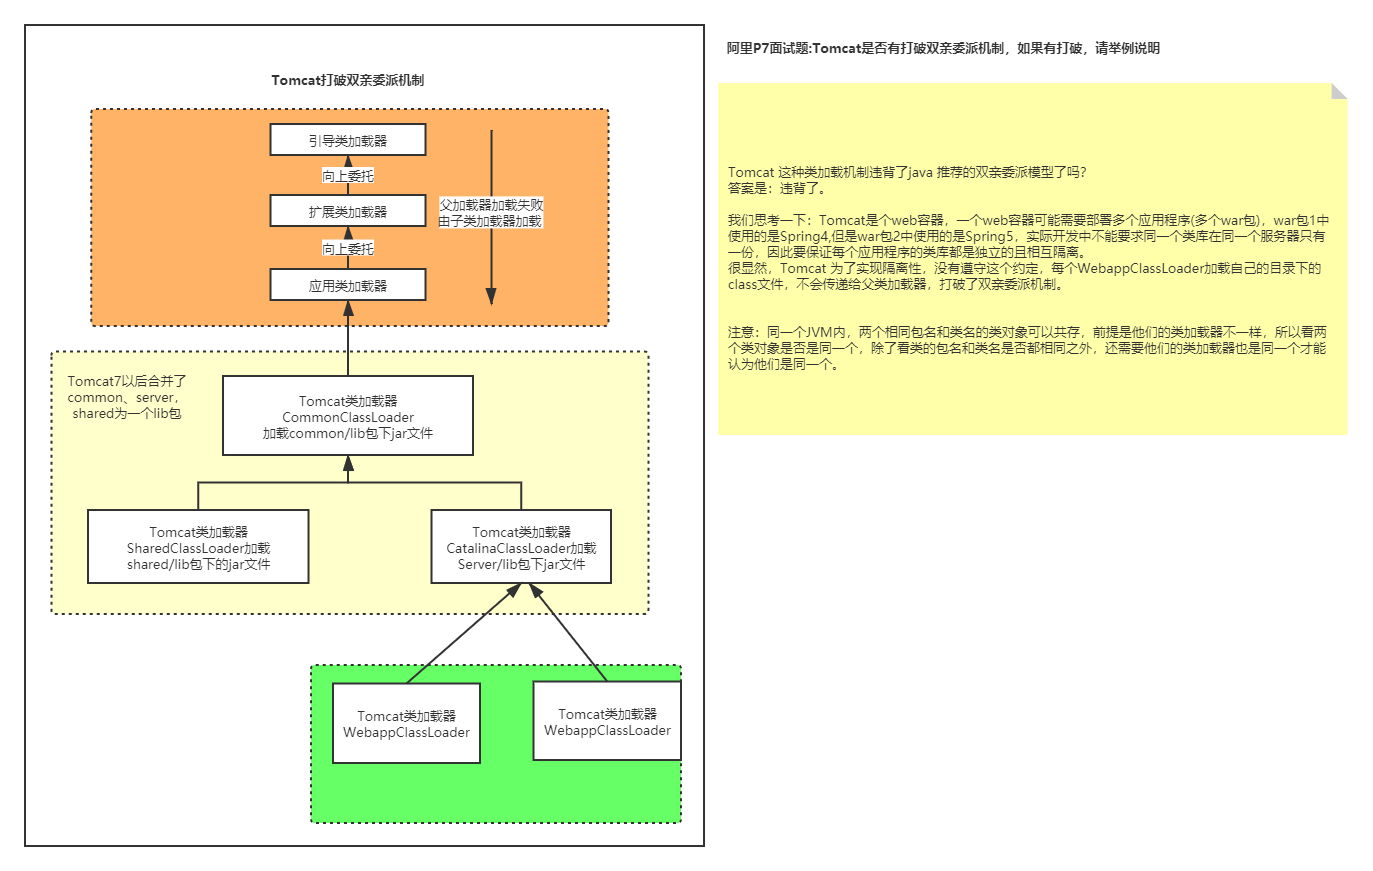 Tomcat打破双亲委派机制
引导类加载器
向上委托
扩展类加载器
向上委托
应用类加载器
父加载器加载失败
由子类加载器加载
Tomcat7以后合并了
common、server，
shared为一个lib包
Tomcat类加载器
CommonClassLoader
加载common/lib包下jar文件
Tomcat类加载器
SharedClassLoader加载
shared/lib包下的jar文件
Tomcat类加载器
CatalinaClassLoader加载
Server/lib包下jar文件
Tomcat类加载器
WebappClassLoader
Tomcat类加载器
WebappClassLoader
阿里P7面试题:Tomcat是否有打破双亲委派机制，如果有打破，请举例说明
Tomcat 这种类加载机制违背了java 推荐的双亲委派模型了吗？
答案是：违背了。
我们思考一下：Tomcat是个web容器，一个web容器可能需要部署多个应用程序(多个war包)，war包1中
使用的是Spring4,但是war包2中使用的是Spring5，实际开发中不能要求同一个类库在同一个服务器只有
一份，因此要保证每个应用程序的类库都是独立的且相互隔离。
很显然，Tomcat 为了实现隔离性，没有遵守这个约定，每个WebappClassLoader加载自己的目录下的
class文件，不会传递给父类加载器，打破了双亲委派机制。
注意：同一个JVM内，两个相同包名和类名的类对象可以共存，前提是他们的类加载器不一样，所以看两
个类对象是否是同一个，除了看类的包名和类名是否都相同之外，还需要他们的类加载器也是同一个才能
认为他们是同一个。